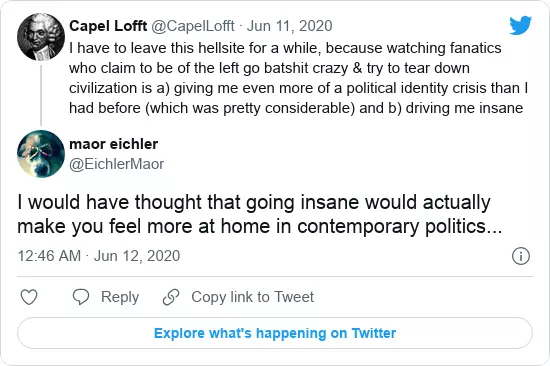 Capel Lofft @CapelLofft · Jun 11, 2020
I have to leave this hellsite for a while, because watching fanatics
who claim to be of the left go batshit crazy & try to tear down
civilization is a) giving me even more of a political identity crisis than I
had before (which was pretty considerable) and b) driving me insane
maor eichler
@EichlerMaor
I would have thought that going insane would actually
make you feel more at home in contemporary politics...
12:46 AM · Jun 12, 2020
Reply
Copy link to Tweet
Explore what's happening on Twitter